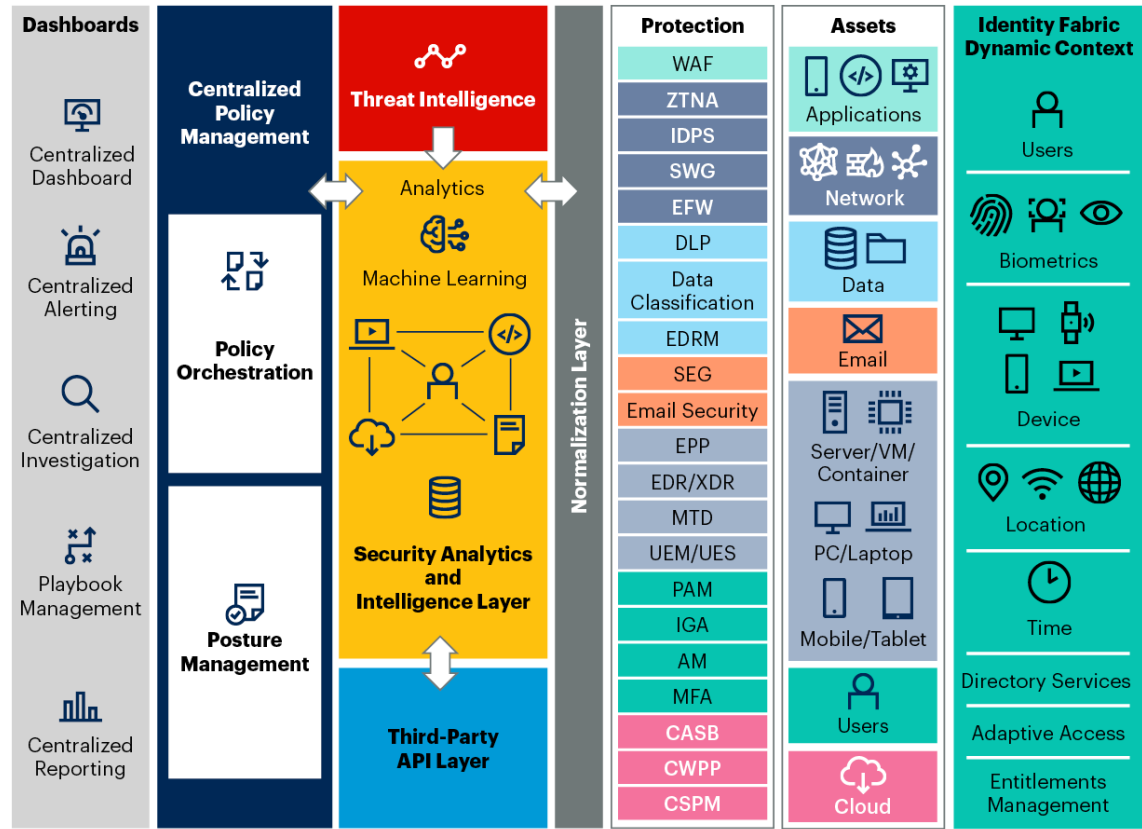 Dashboards
Centralized
Dashboard
Centralized
Alerting
Centralized
Investigation
Playbook
Management
Centralized
Reporting
Centralized
Policy
Management
Policy
Orchestration
Posture
Management
Threat Intelligence
Analytics
Machine Learning
Security Analytics
and
Intelligence Layer
Third-Party
API Layer
Normalization Layer
Protection
WAF
ZTNA
IDPS
SWG
EFW
DLP
Data
Classification
EDRM
SEG
Email Security
EPP
EDR/XDR
MTD
UEM/UES
PAM
IGA
AM
MFA
CASB
CWPP
CSPM
Assets
Applications
Network
Data
Email
Server/VM/
Container
PC/Laptop
Mobile/Tablet
Users
Cloud
Identity Fabric
Dynamic Context
Users
Biometrics
Device
Location
Time
Directory Services
Adaptive Access
Entitlements
Management